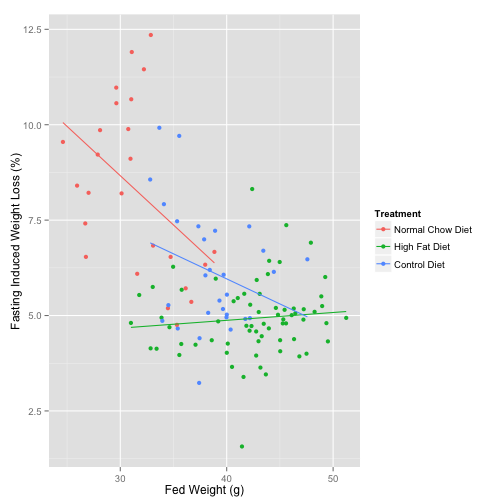 12.5
10.0
7.5
5.0
2.5
Fasting Induced Weight Loss (%)
30
40
50
Fed Weight (g)
Treatment
Normal Chow Diet
High Fat Diet
Control Diet